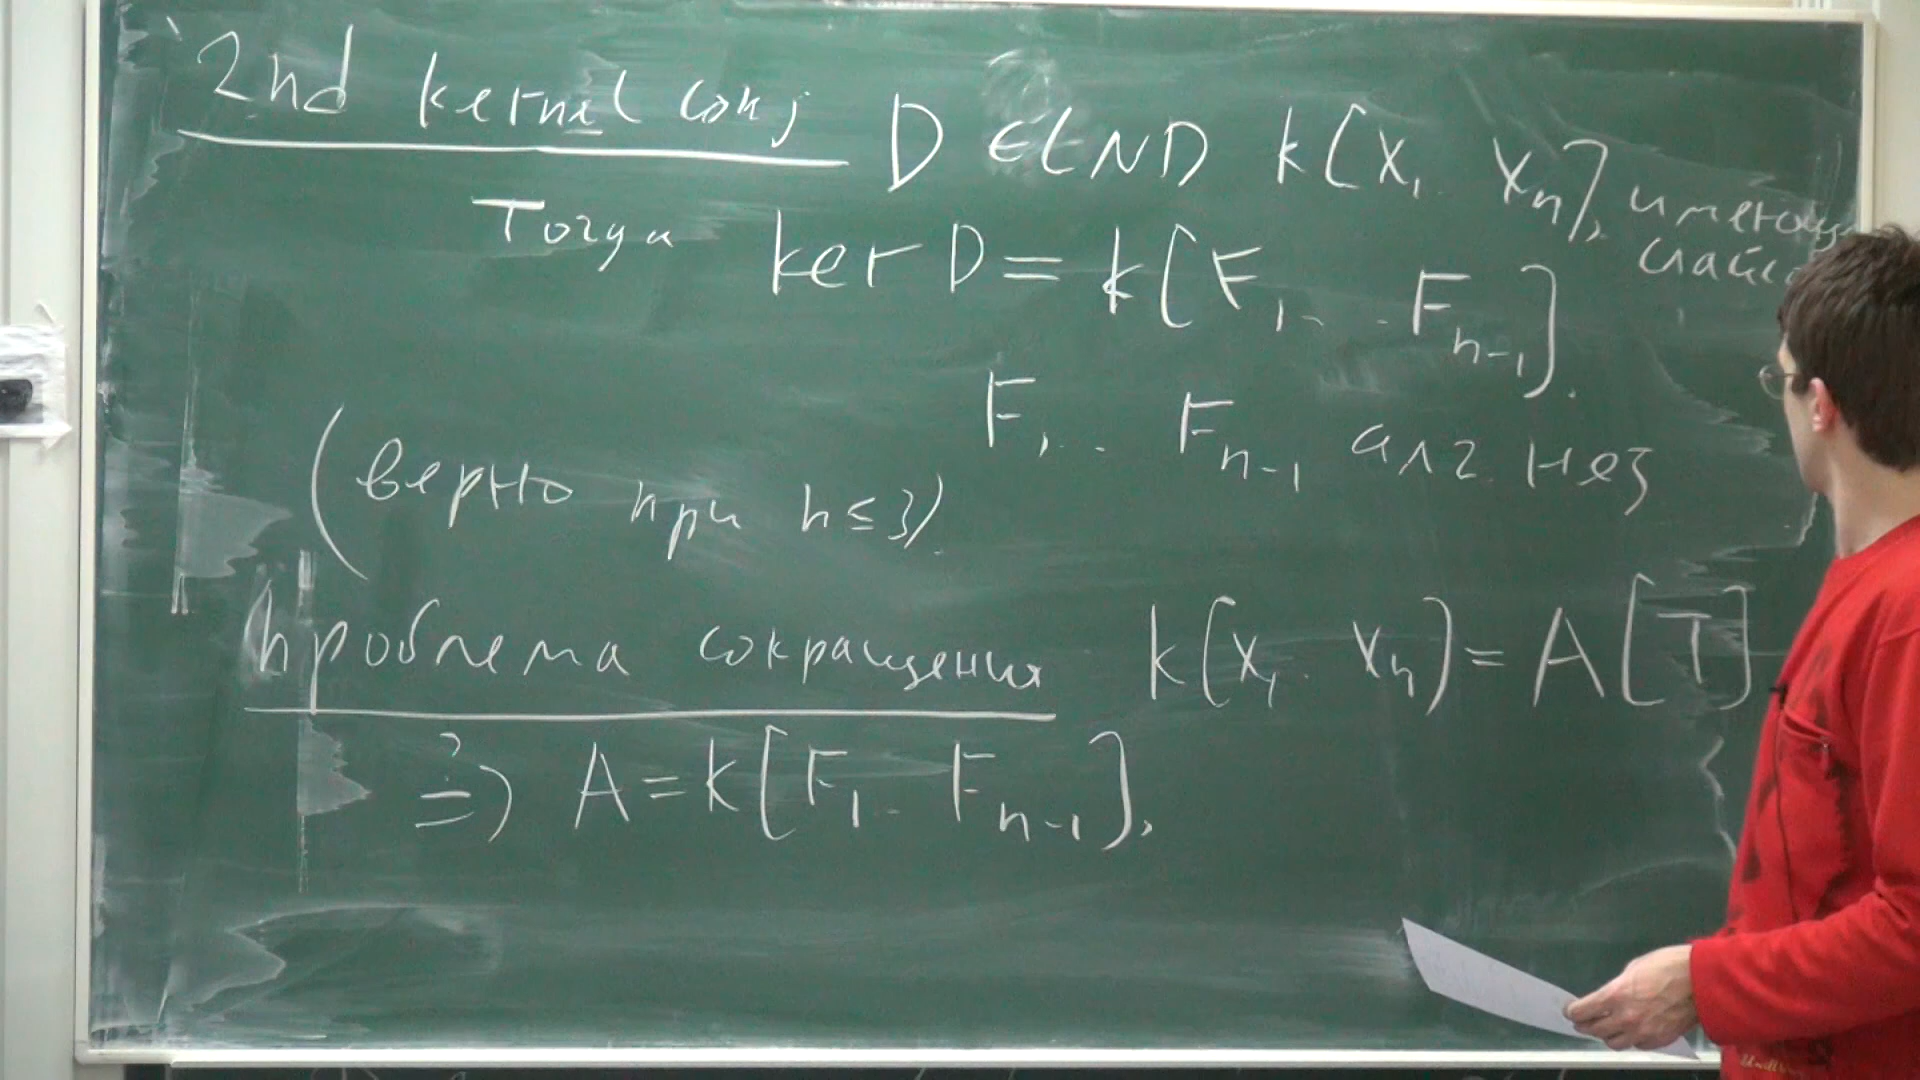 2nd kernel conj D ∈ LND k[x₁.. xₙ], имеющ
слайс
Тогда ker D = k[F₁.. Fₙ₋₁].
F₁.. Fₙ₋₁ алг. нез
(верно при n≤3).
Проблема сокращения k[x₁.. xₙ] = A[T]
?⇒ A = k[F₁.. Fₙ₋₁],